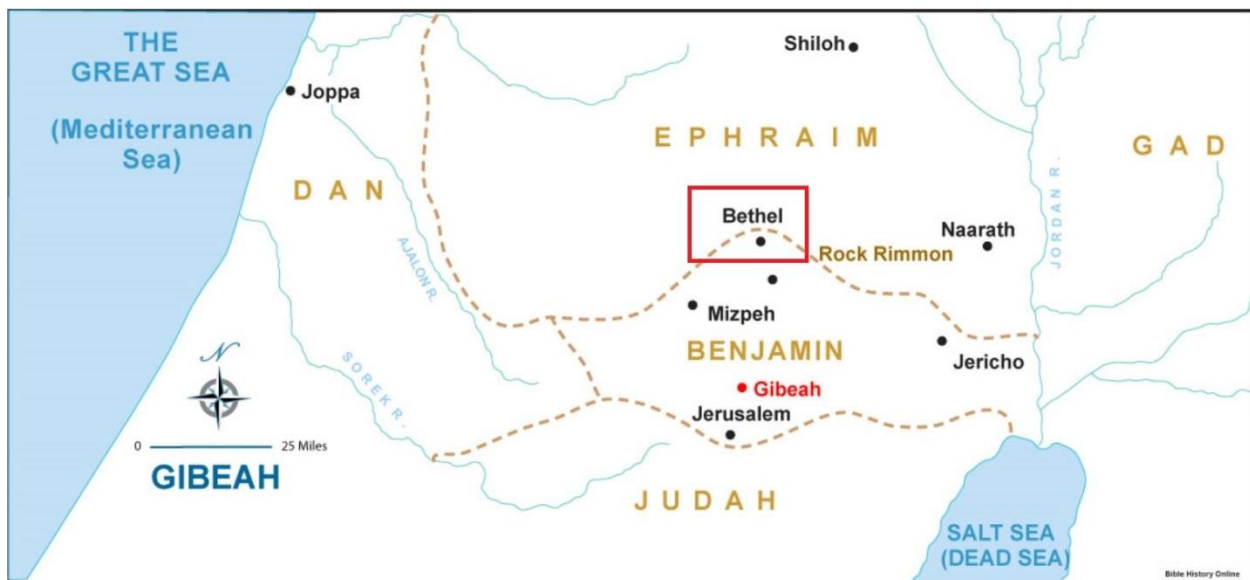 THE
GREAT SEA
(Mediterranean
Sea)
Shiloh
Joppa
EPHRAIM
GAD
DAN
Bethel
Naarath
Rock Rimmon
JORDAN R.
AJALON R.
Mizpeh
BENJAMIN
Jericho
N
SOREK R.
Gibeah
Jerusalem
0 25 Miles
GIBEAH
JUDAH
SALT SEA
(DEAD SEA)
Bible History Online